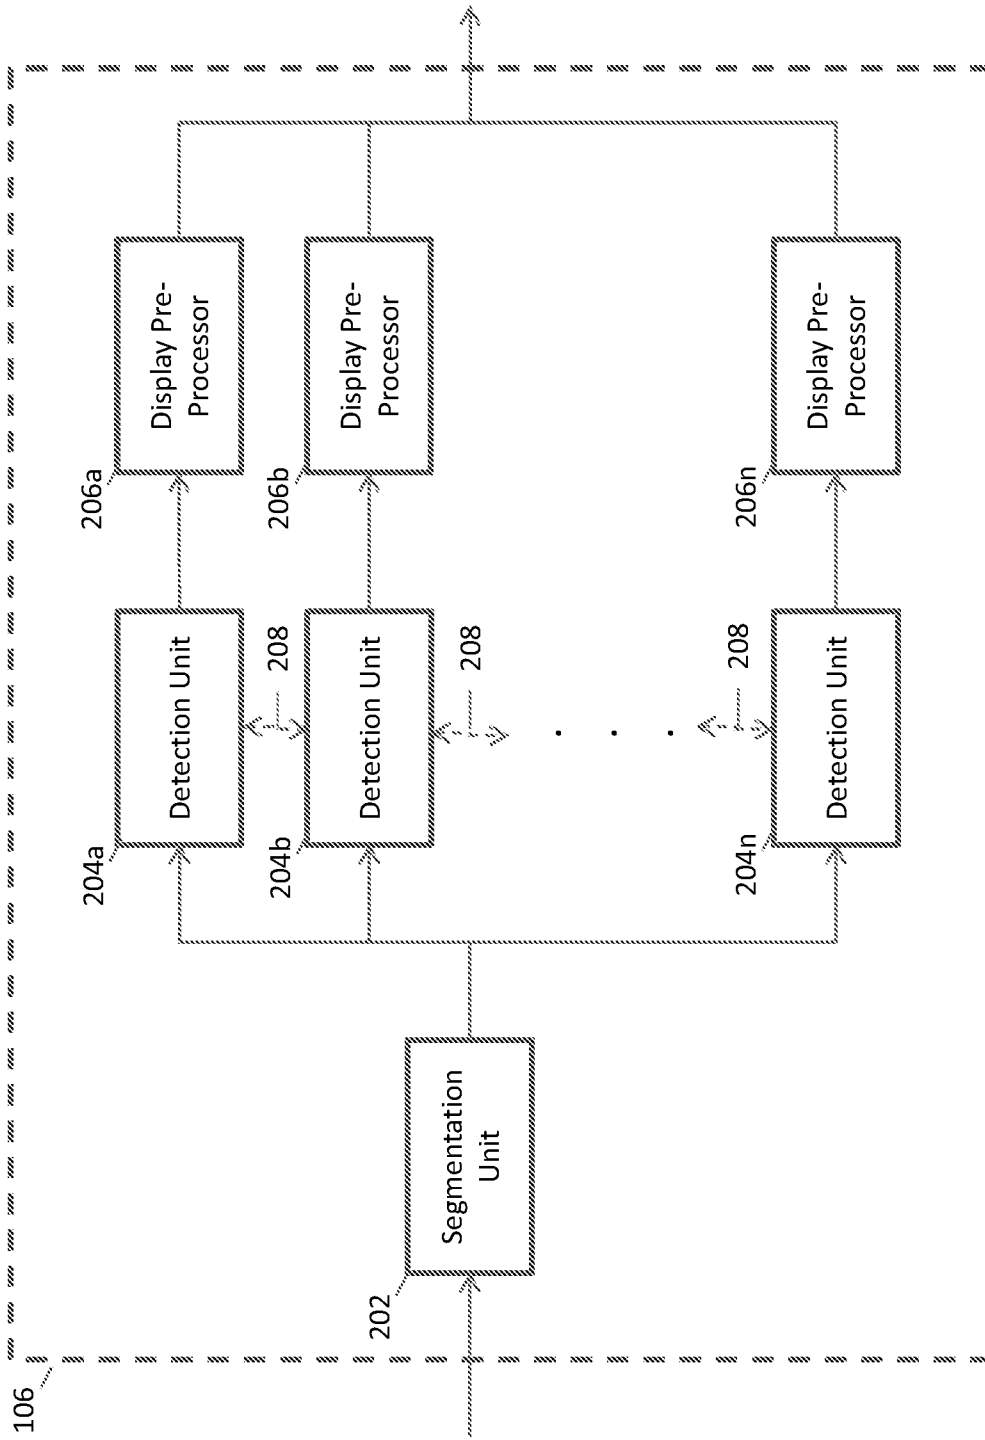 106
202
Segmentation
Unit
204a
Detection Unit
208
204b
Detection Unit
208
208
204n
Detection Unit
206a
Display Pre-
Processor
206b
Display Pre-
Processor
206n
Display Pre-
Processor